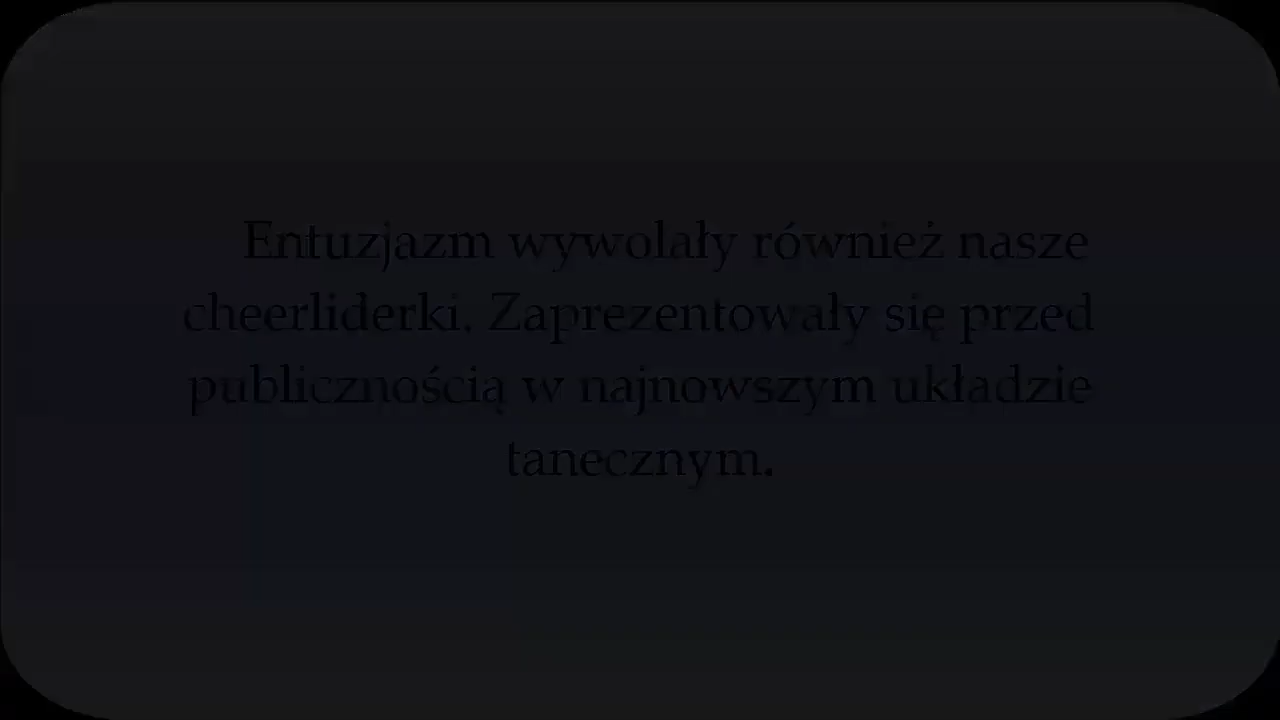 Entuzjazm wywołały również nasze
cheerliderki. Zaprezentowały się przed
publicznością w najnowszym układzie
tanecznym.